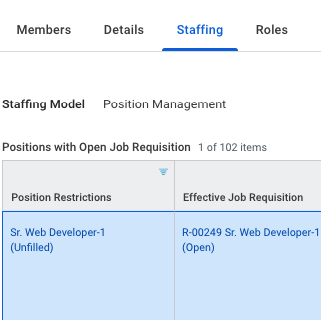 Members Details Staffing Roles
Staffing Model Position Management
Positions with Open Job Requisition 1 of 102 items
Position Restrictions Effective Job Requisition
Sr. Web Developer-1 R-00249 Sr. Web Developer-1
(Unfilled) (Open)